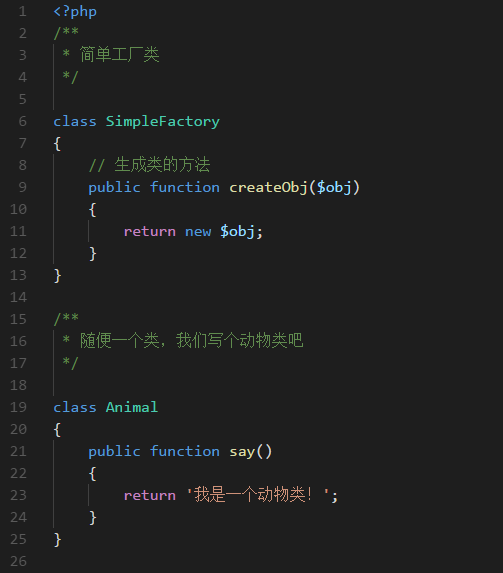 1 <?php
2 /**
3  * 简单工厂类
4  */
5
6 class SimpleFactory
7 {
8     // 生成类的方法
9     public function createObj($obj)
10     {
11         return new $obj;
12     }
13 }
14
15 /**
16  * 随便一个类，我们写个动物类吧
17  */
18
19 class Animal
20 {
21     public function say()
22     {
23         return '我是一个动物类！';
24     }
25 }
26